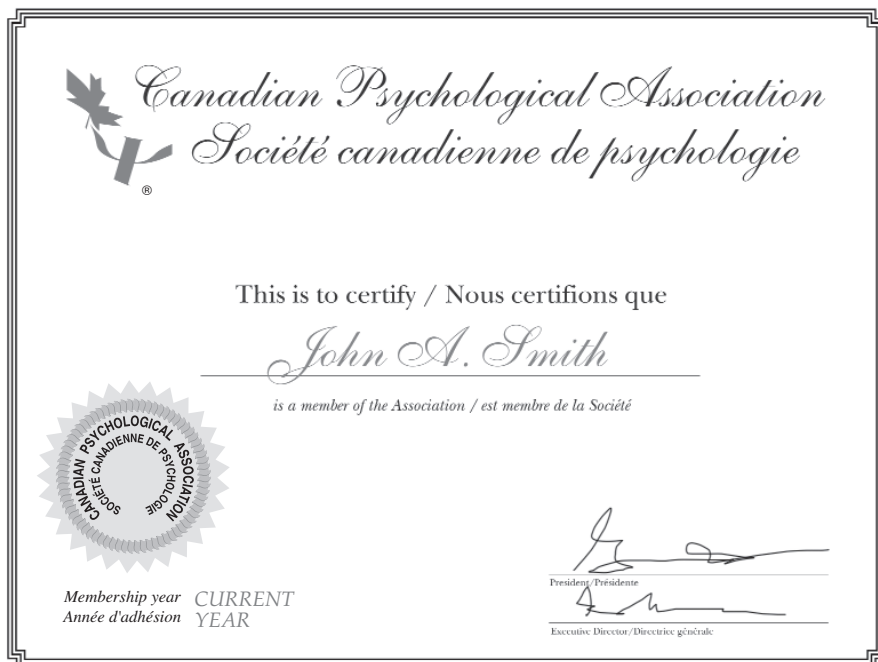 Canadian Psychological Association
Société canadienne de psychologie
®
This is to certify / Nous certifions que
John A. Smith
is a member of the Association / est membre de la Société
CANADIAN PSYCHOLOGICAL ASSOCIATION
SOCIÉTÉ CANADIENNE DE PSYCHOLOGIE
Membership year CURRENT
Année d'adhésion YEAR
President/Présidente
Executive Director/Directrice générale